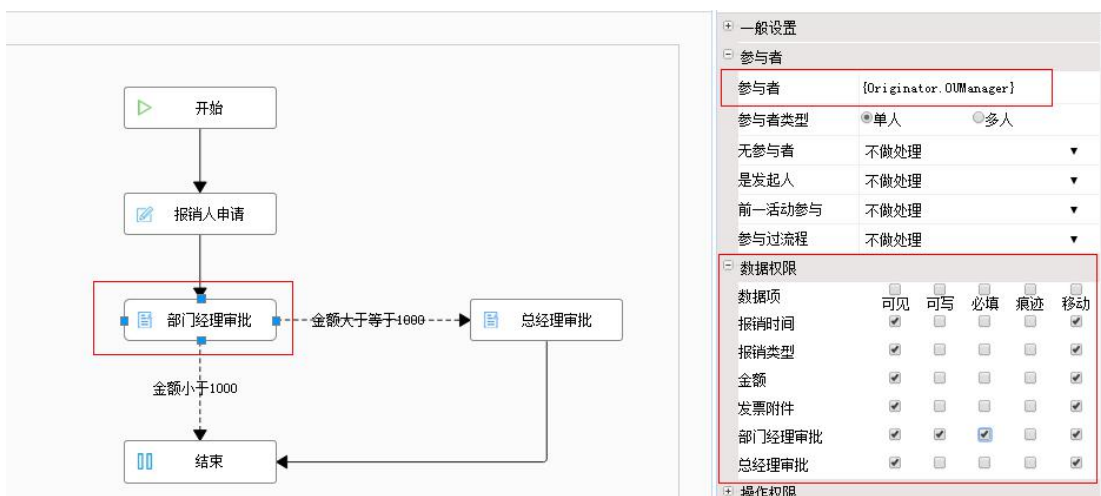 开始
报销人申请
部门经理审批
金额大于等于1000
总经理审批
金额小于1000
结束
一般设置
参与者
参与者 {Originator.OUManager}
参与者类型 单人 多人
无参与者 不做处理
是发起人 不做处理
前一活动参与 不做处理
参与过流程 不做处理
数据权限
数据项 可见 可写 必填 痕迹 移动
报销时间
报销类型
金额
发票附件
部门经理审批
总经理审批
操作权限